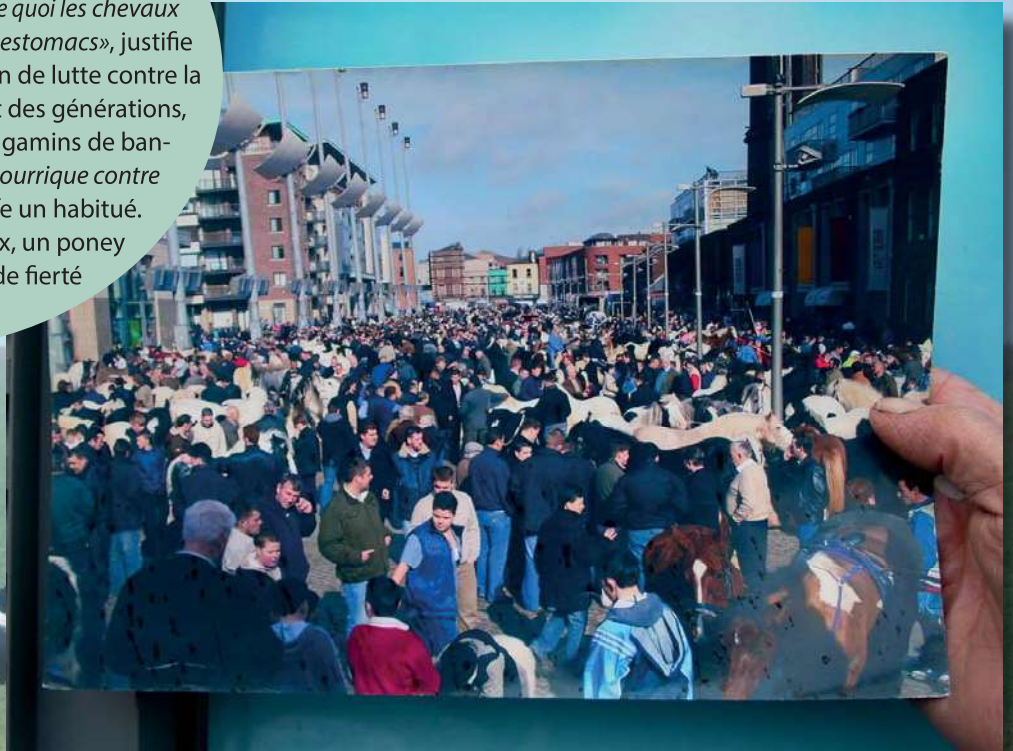 e quoi les chevaux
estomacs», justifie
n de lutte contre la
t des générations,
gamins de ban-
ourrique contre
e un habitué.
x, un poney
de fierté